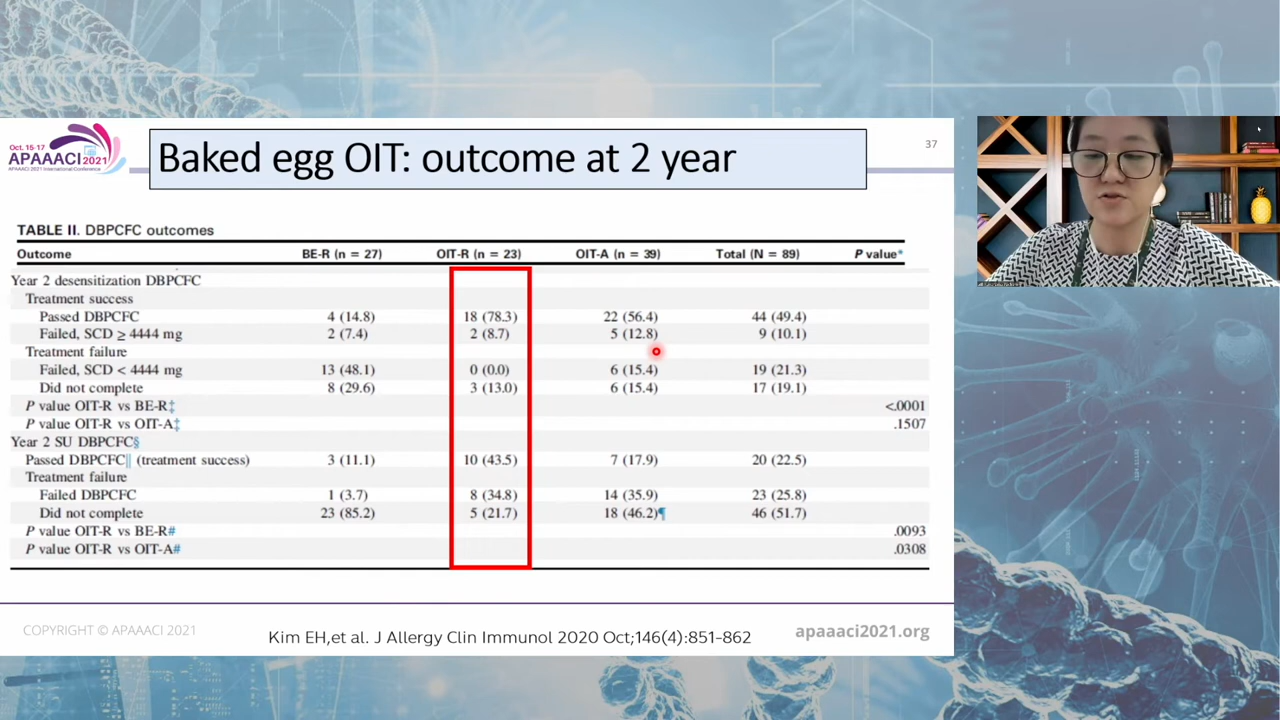 Oct. 15-17
APAAACI 2021
APAAACI 2021 International Conference
Baked egg OIT: outcome at 2 year
37
TABLE II. DBPCFC outcomes
Outcome BE-R (n = 27) OIT-R (n = 23) OIT-A (n = 39) Total (N = 89) P value*
Year 2 desensitization DBPCFC
Treatment success
Passed DBPCFC 4 (14.8) 18 (78.3) 22 (56.4) 44 (49.4)
Failed, SCD ≥ 4444 mg 2 (7.4) 2 (8.7) 5 (12.8) 9 (10.1)
Treatment failure
Failed, SCD < 4444 mg 13 (48.1) 0 (0.0) 6 (15.4) 19 (21.3)
Did not complete 8 (29.6) 3 (13.0) 6 (15.4) 17 (19.1)
P value OIT-R vs BE-R‡ <.0001
P value OIT-R vs OIT-A‡ .1507
Year 2 SU DBPCFC§
Passed DBPCFC|| (treatment success) 3 (11.1) 10 (43.5) 7 (17.9) 20 (22.5)
Treatment failure
Failed DBPCFC 1 (3.7) 8 (34.8) 14 (35.9) 23 (25.8)
Did not complete 23 (85.2) 5 (21.7) 18 (46.2)¶ 46 (51.7)
P value OIT-R vs BE-R# .0093
P value OIT-R vs OIT-A# .0308
COPYRIGHT © APAAACI 2021
Kim EH,et al. J Allergy Clin Immunol 2020 Oct;146(4):851–862
apaaaci2021.org